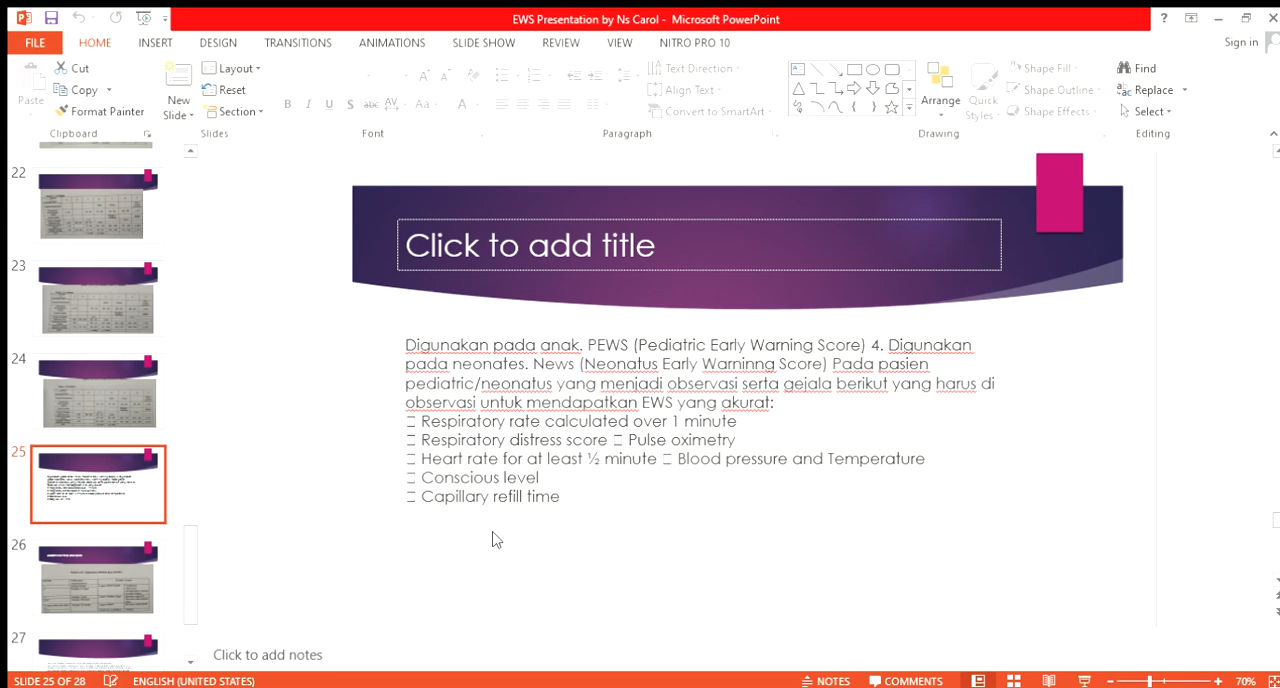 EWS Presentation by Ns Carol - Microsoft PowerPoint
FILE HOME INSERT DESIGN TRANSITIONS ANIMATIONS SLIDE SHOW REVIEW VIEW NITRO PRO 10 Sign in
Cut
Copy
Format Painter
Paste
Clipboard
New
Slide
Layout
Reset
Section
Slides
Font
Text Direction
Align Text
Convert to SmartArt
Paragraph
Arrange
Quick
Styles
Shape Fill
Shape Outline
Shape Effects
Drawing
Find
Replace
Select
Editing
22
23
24
25
26
27
Click to add title
Digunakan pada anak. PEWS (Pediatric Early Warning Score) 4. Digunakan
pada neonates. News (Neonatus Early Warninng Score) Pada pasien
pediatric/neonatus yang menjadi observasi serta gejala berikut yang harus di
observasi untuk mendapatkan EWS yang akurat:
Respiratory rate calculated over 1 minute
Respiratory distress score Pulse oximetry
Heart rate for at least ½ minute Blood pressure and Temperature
Conscious level
Capillary refill time
Click to add notes
SLIDE 25 OF 28 ENGLISH (UNITED STATES) NOTES COMMENTS 70%